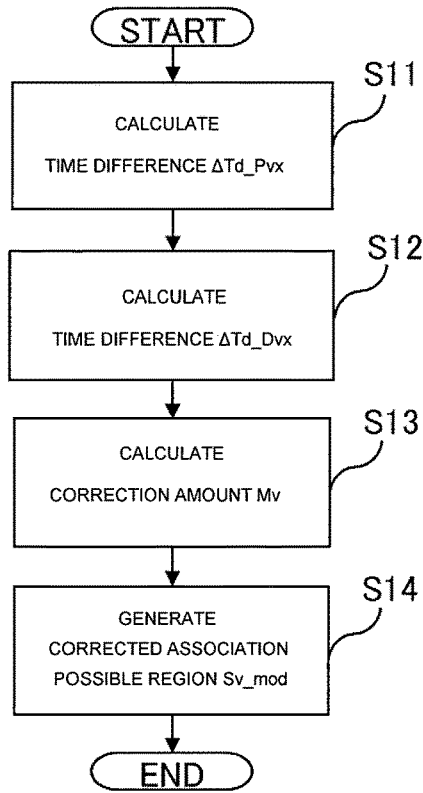 START
S11
CALCULATE
TIME DIFFERENCE ΔTd_Pvx
S12
CALCULATE
TIME DIFFERENCE ΔTd_Dvx
S13
CALCULATE
CORRECTION AMOUNT Mv
S14
GENERATE
CORRECTED ASSOCIATION
POSSIBLE REGION Sv_mod
END